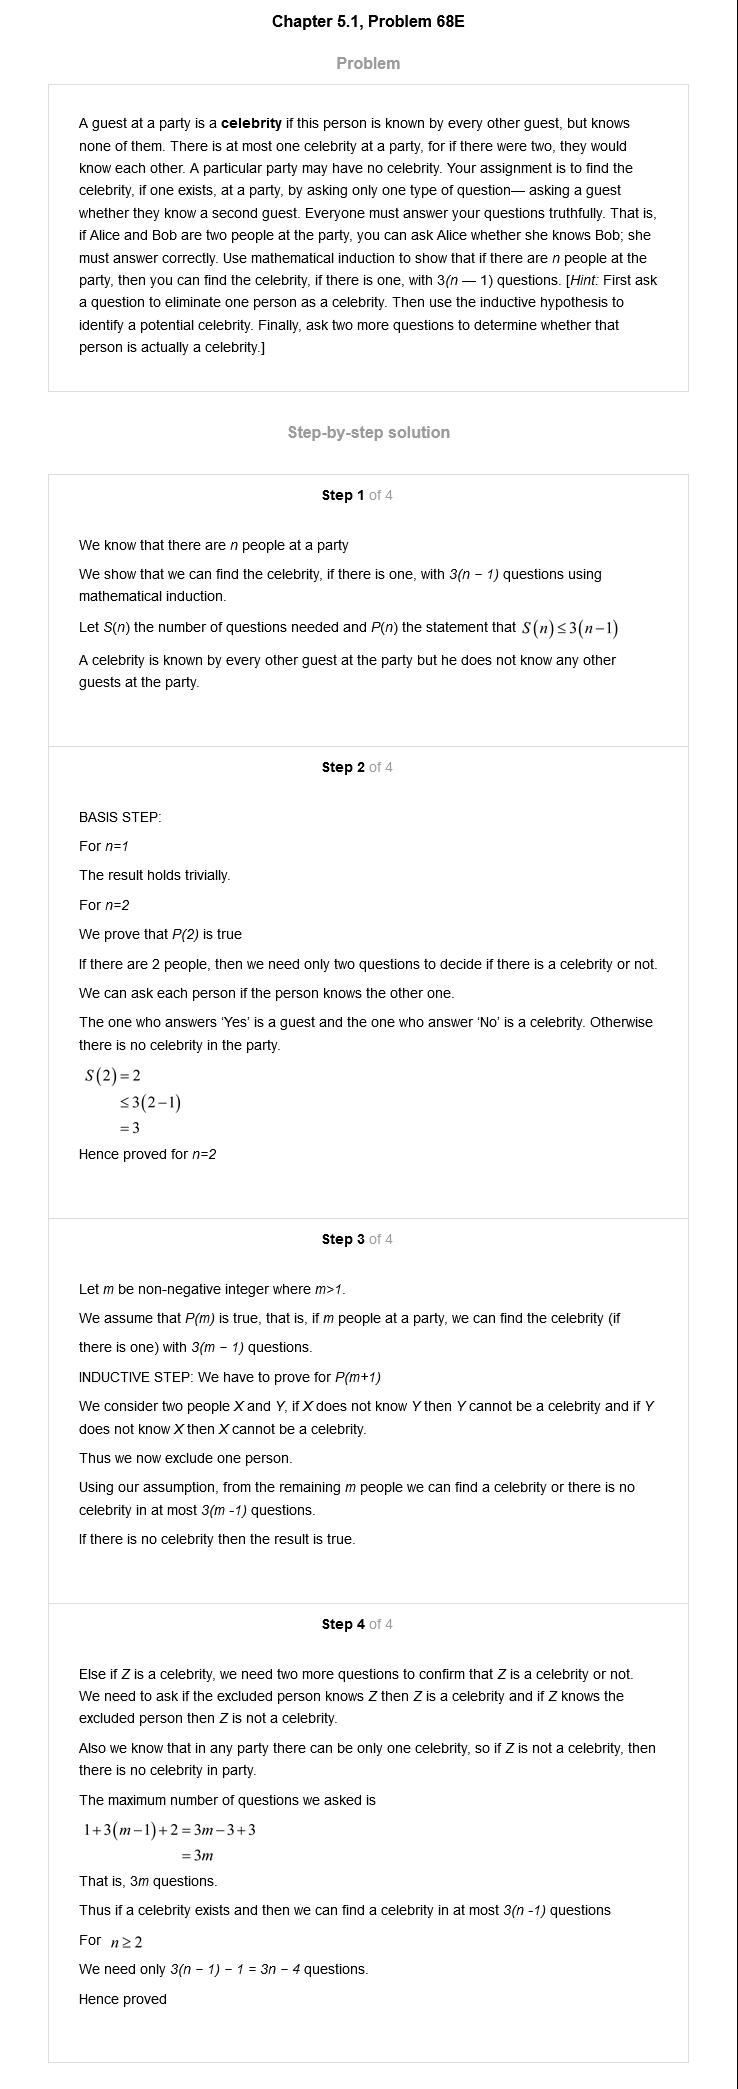 Chapter 5.1, Problem 68E
Problem
A guest at a party is a celebrity if this person is known by every other guest, but knows
none of them. There is at most one celebrity at a party, for if there were two, they would
know each other. A particular party may have no celebrity. Your assignment is to find the
celebrity, if one exists, at a party, by asking only one type of question— asking a guest
whether they know a second guest. Everyone must answer your questions truthfully. That is,
if Alice and Bob are two people at the party, you can ask Alice whether she knows Bob; she
must answer correctly. Use mathematical induction to show that if there are n people at the
party, then you can find the celebrity, if there is one, with 3(n — 1) questions. [Hint: First ask
a question to eliminate one person as a celebrity. Then use the inductive hypothesis to
identify a potential celebrity. Finally, ask two more questions to determine whether that
person is actually a celebrity.]
Step-by-step solution
Step 1 of 4
We know that there are n people at a party
We show that we can find the celebrity, if there is one, with 3(n − 1) questions using
mathematical induction.
Let S(n) the number of questions needed and P(n) the statement that S(n)≤3(n−1)
A celebrity is known by every other guest at the party but he does not know any other
guests at the party.
Step 2 of 4
BASIS STEP:
For n=1
The result holds trivially.
For n=2
We prove that P(2) is true
If there are 2 people, then we need only two questions to decide if there is a celebrity or not.
We can ask each person if the person knows the other one.
The one who answers ‘Yes’ is a guest and the one who answer ‘No’ is a celebrity. Otherwise
there is no celebrity in the party.
S(2)=2
≤3(2−1)
=3
Hence proved for n=2
Step 3 of 4
Let m be non-negative integer where m>1.
We assume that P(m) is true, that is, if m people at a party, we can find the celebrity (if
there is one) with 3(m − 1) questions.
INDUCTIVE STEP: We have to prove for P(m+1)
We consider two people X and Y, if X does not know Y then Y cannot be a celebrity and if Y
does not know X then X cannot be a celebrity.
Thus we now exclude one person.
Using our assumption, from the remaining m people we can find a celebrity or there is no
celebrity in at most 3(m -1) questions.
If there is no celebrity then the result is true.
Step 4 of 4
Else if Z is a celebrity, we need two more questions to confirm that Z is a celebrity or not.
We need to ask if the excluded person knows Z then Z is a celebrity and if Z knows the
excluded person then Z is not a celebrity.
Also we know that in any party there can be only one celebrity, so if Z is not a celebrity, then
there is no celebrity in party.
The maximum number of questions we asked is
1+3(m−1)+2=3m−3+3
=3m
That is, 3m questions.
Thus if a celebrity exists and then we can find a celebrity in at most 3(n -1) questions
For n≥2
We need only 3(n − 1) − 1 = 3n − 4 questions.
Hence proved